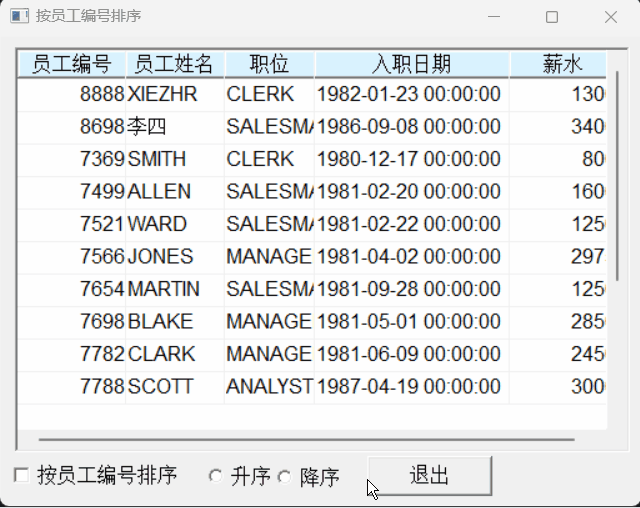 按员工编号排序
员工编号 员工姓名 职位 入职日期 薪水
8888 XIEZHR CLERK 1982-01-23 00:00:00 130
8698 李四 SALESMA 1986-09-08 00:00:00 340
7369 SMITH CLERK 1980-12-17 00:00:00 80
7499 ALLEN SALESMA 1981-02-20 00:00:00 160
7521 WARD SALESMA 1981-02-22 00:00:00 125
7566 JONES MANAGE 1981-04-02 00:00:00 297
7654 MARTIN SALESMA 1981-09-28 00:00:00 125
7698 BLAKE MANAGE 1981-05-01 00:00:00 285
7782 CLARK MANAGE 1981-06-09 00:00:00 245
7788 SCOTT ANALYST 1987-04-19 00:00:00 300
按员工编号排序 升序 降序 退出